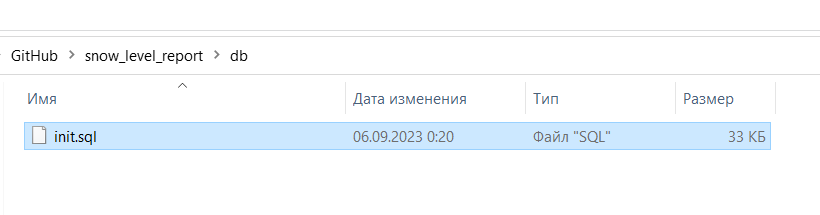 GitHub > snow_level_report > db
Имя Дата изменения Тип Размер
init.sql 06.09.2023 0:20 Файл "SQL" 33 КБ